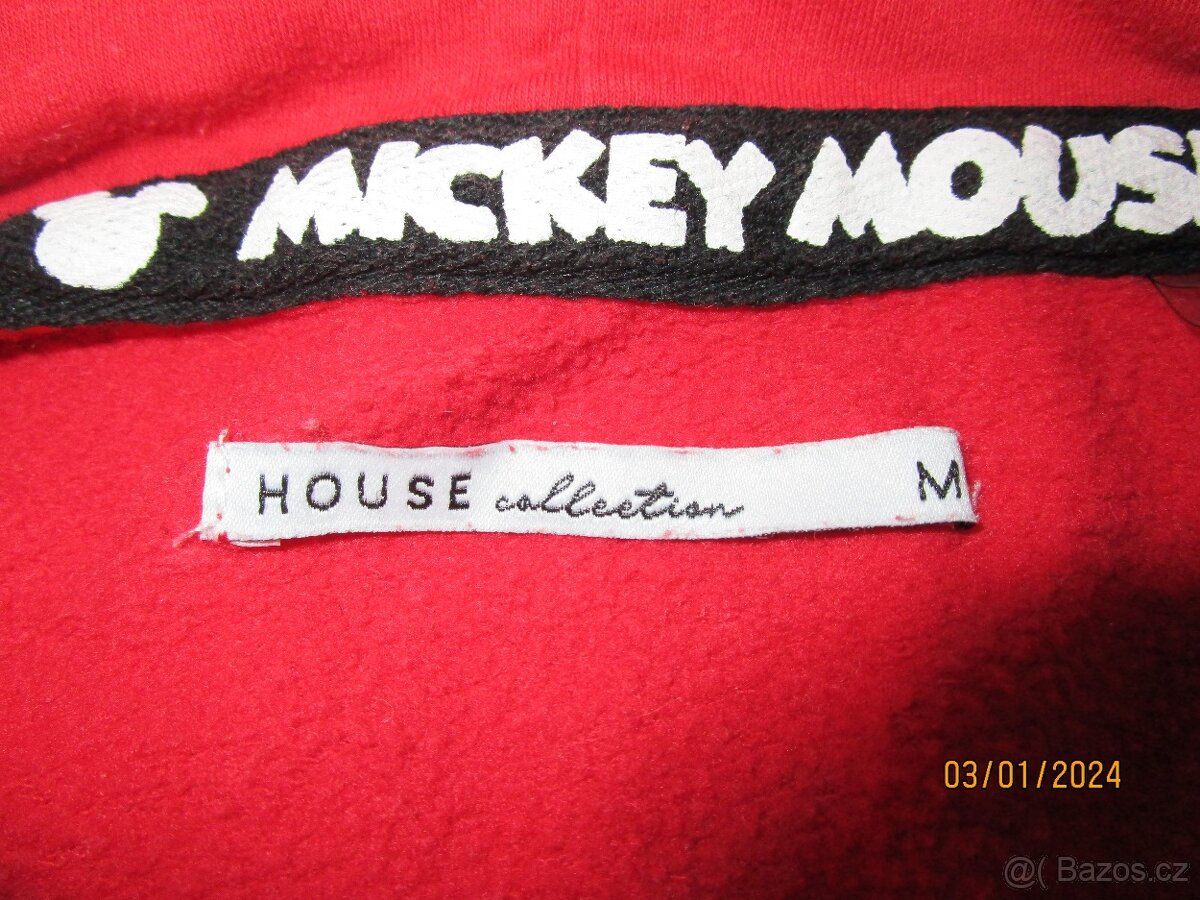 MICKEY MOUS
HOUSE collection M
03/01/2024
@( Bazos.cz